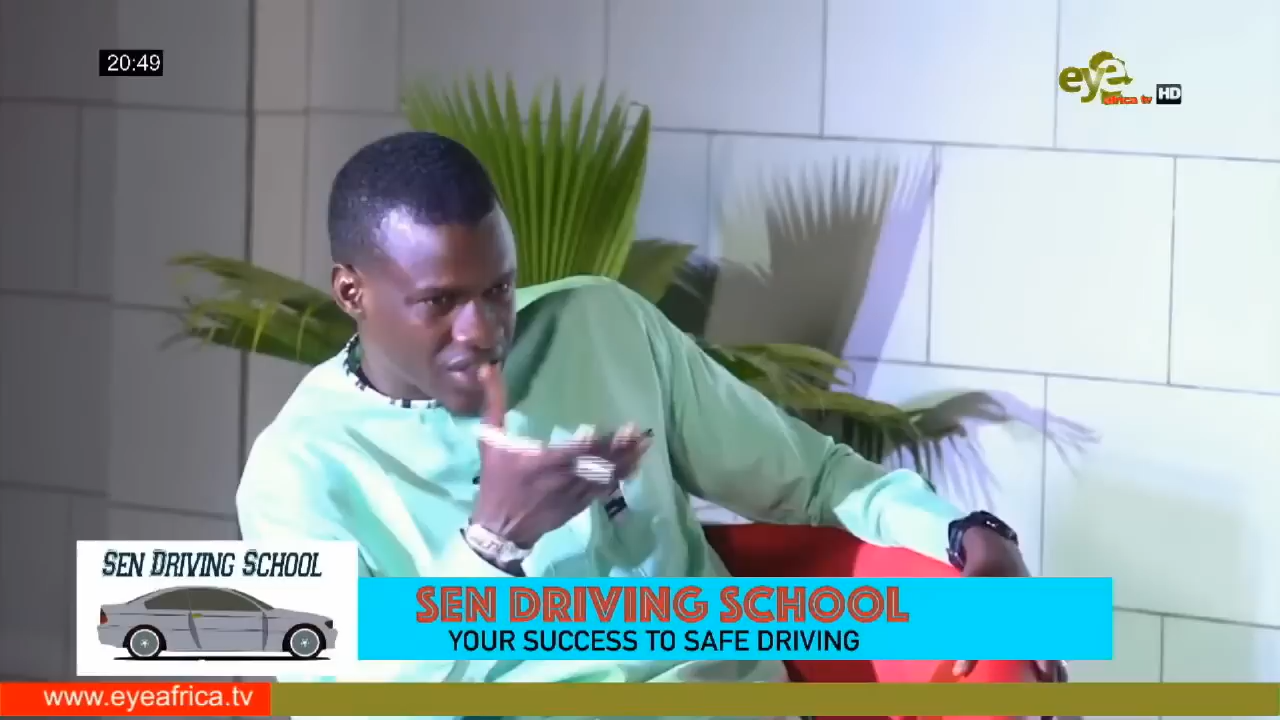 20:49
eye
africa tv HD
SEN DRIVING SCHOOL
SEN DRIVING SCHOOL
YOUR SUCCESS TO SAFE DRIVING
www.eyeafrica.tv